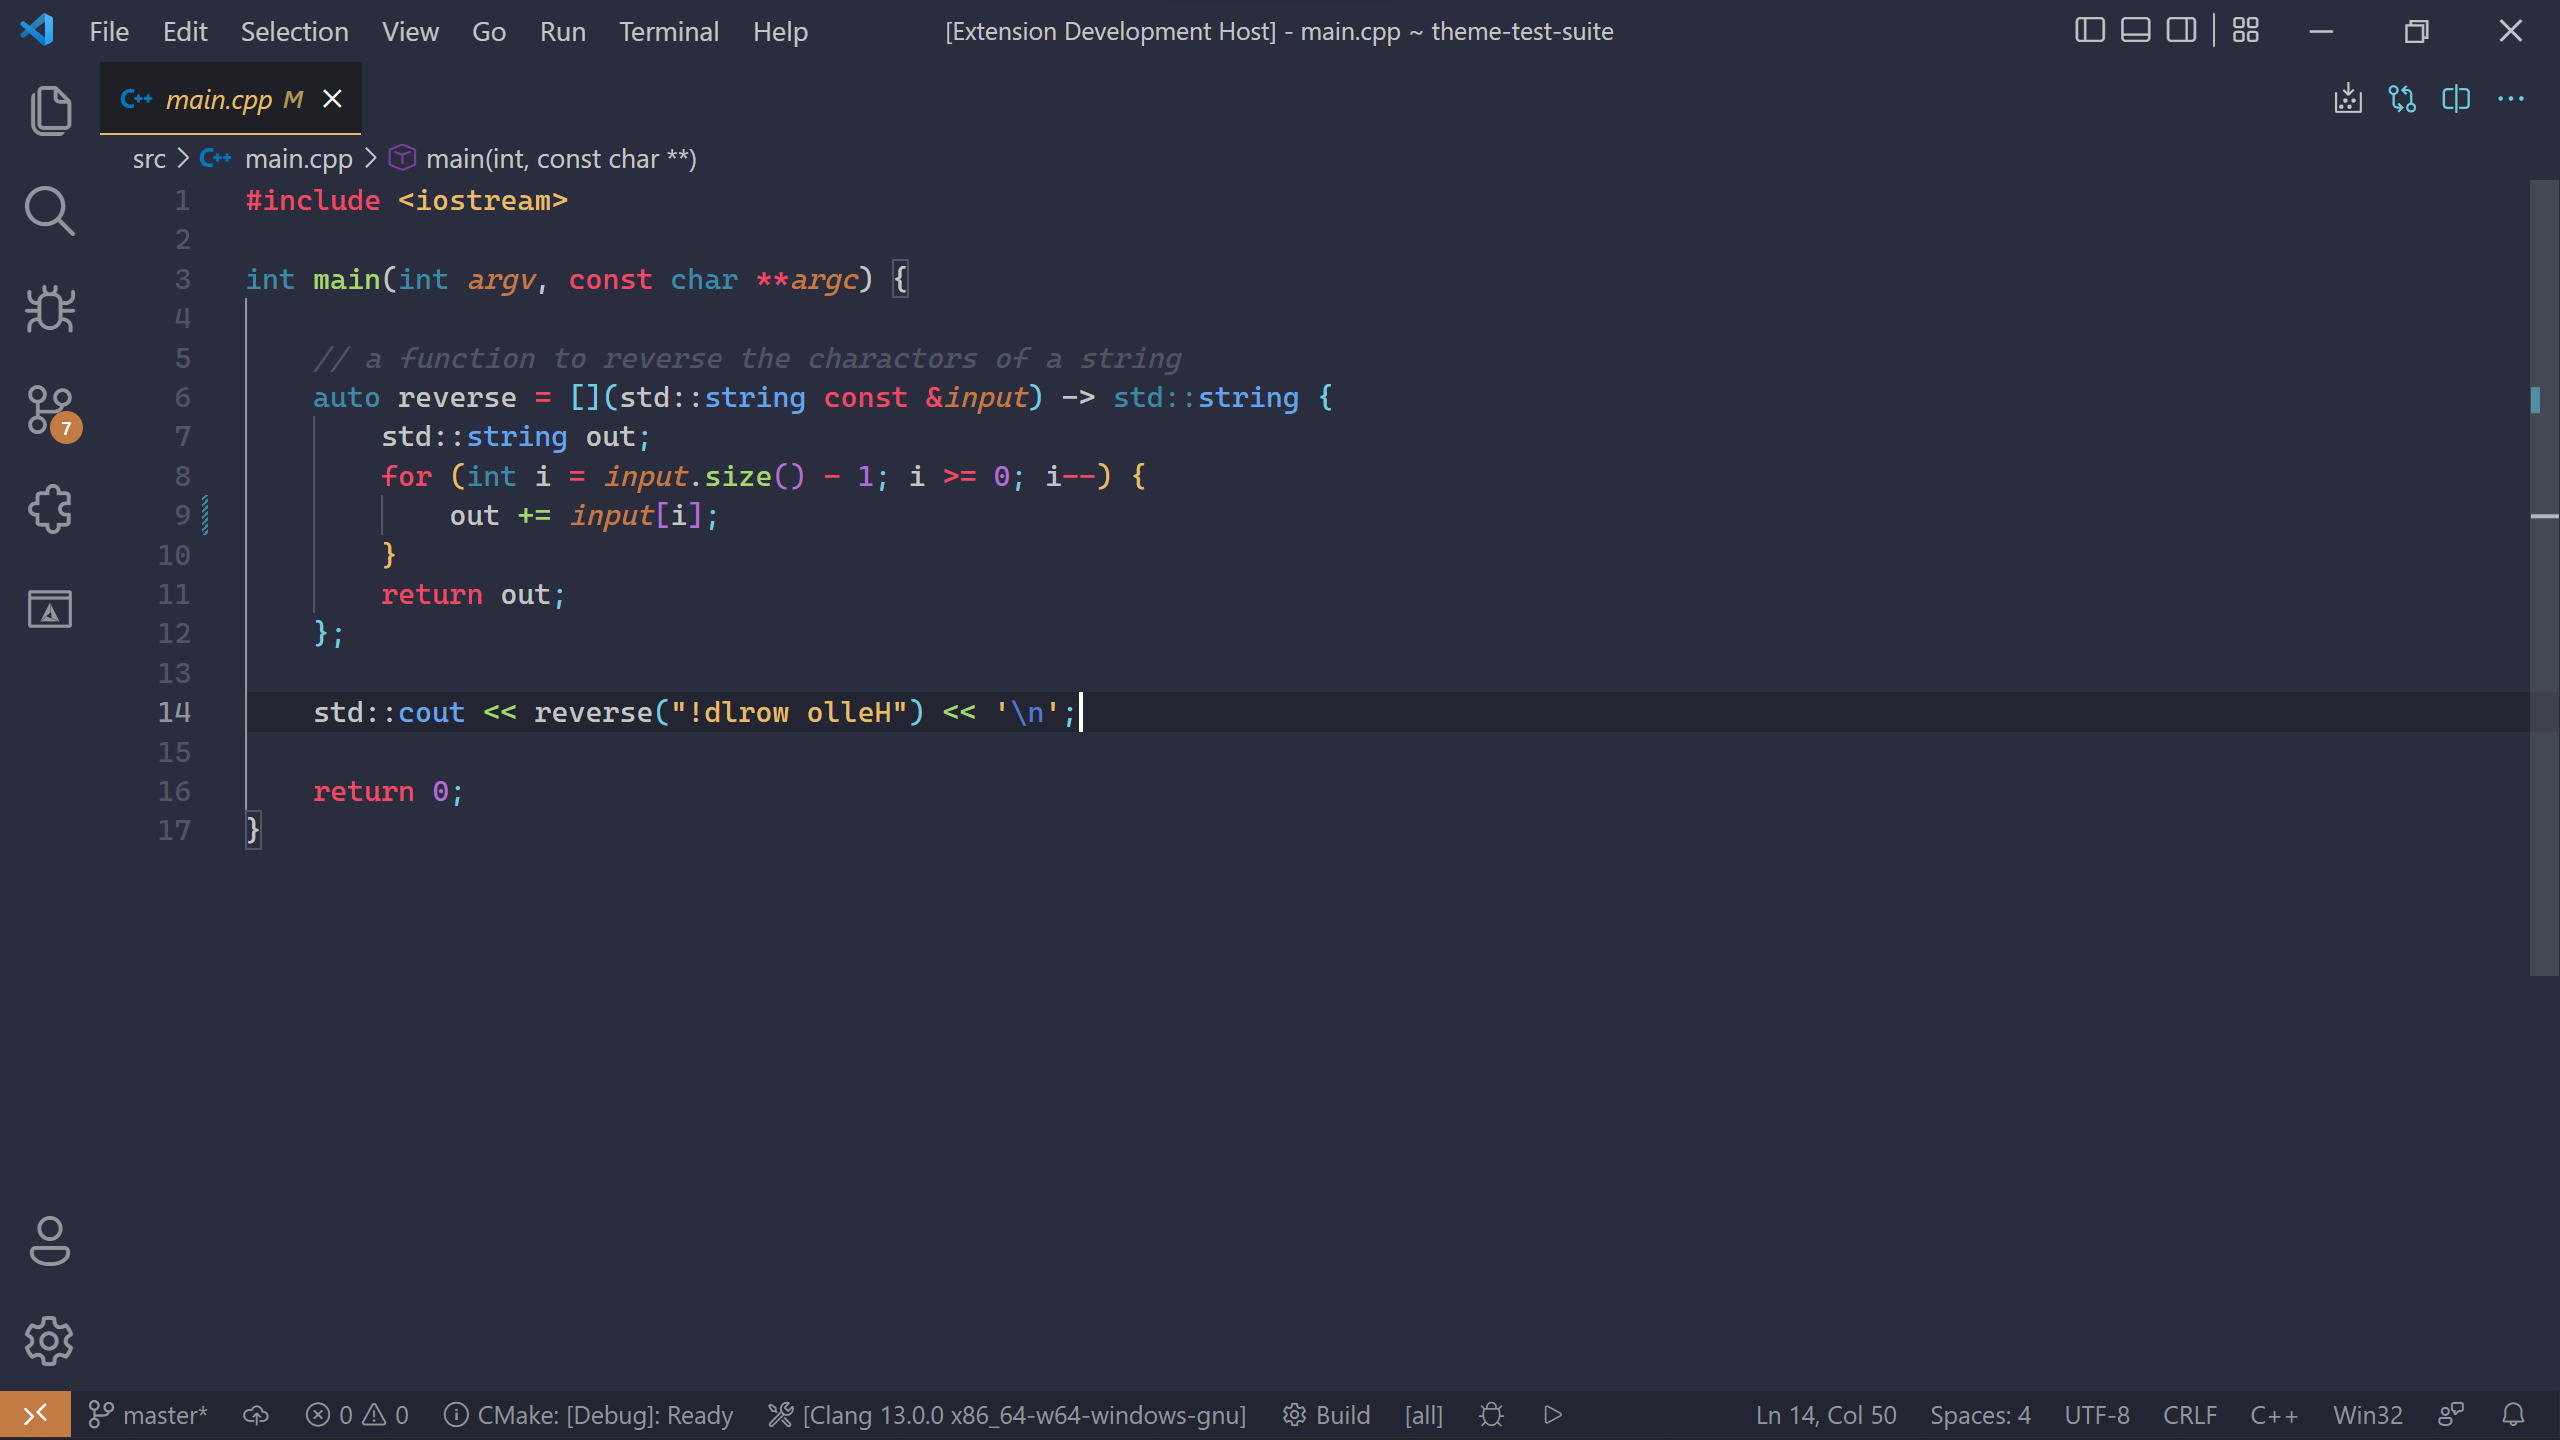 File Edit Selection View Go Run Terminal Help [Extension Development Host] - main.cpp ~ theme-test-suite
C++ main.cpp M
src > C++ main.cpp > main(int, const char **)
1 #include <iostream>
2
3 int main(int argv, const char **argc) {
4
5 // a function to reverse the charactors of a string
6 auto reverse = [](std::string const &input) -> std::string {
7 std::string out;
8 for (int i = input.size() - 1; i >= 0; i--) {
9 out += input[i];
10 }
11 return out;
12 };
13
14 std::cout << reverse("!dlrow olleH") << '\n';
15
16 return 0;
17 }
7
master* 0 0 CMake: [Debug]: Ready [Clang 13.0.0 x86_64-w64-windows-gnu] Build [all] Ln 14, Col 50 Spaces: 4 UTF-8 CRLF C++ Win32